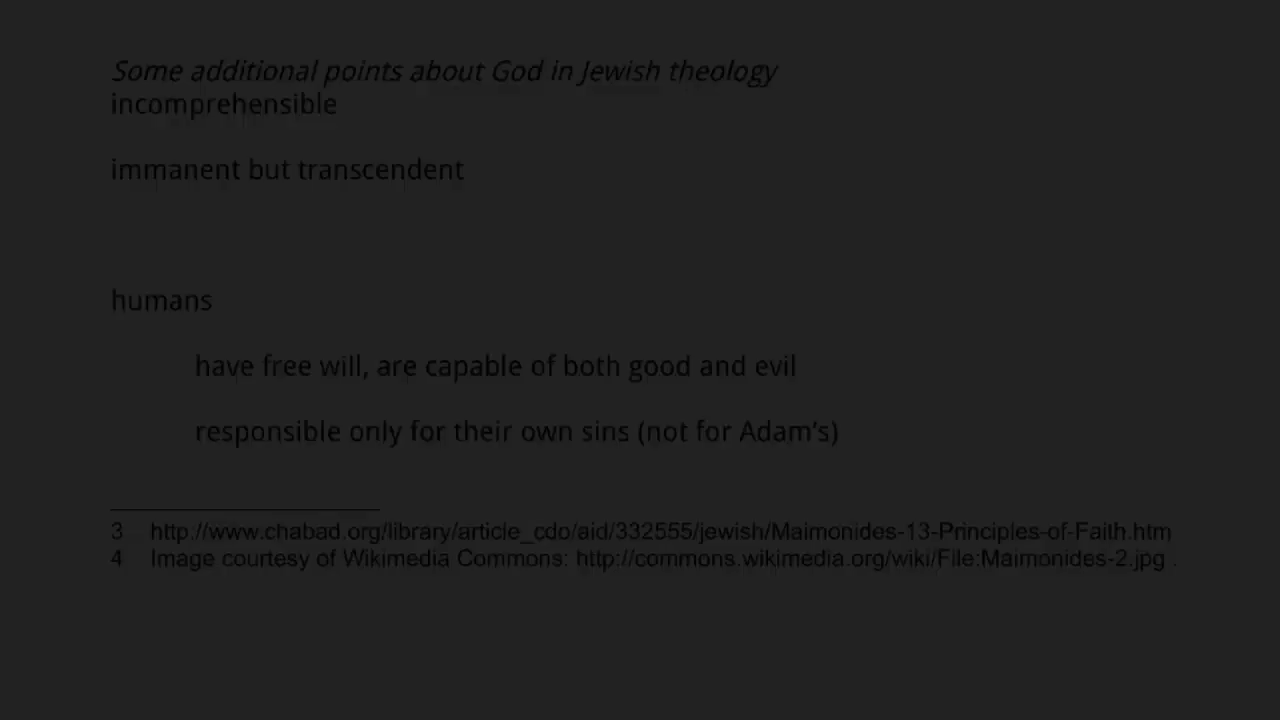 Some additional points about God in Jewish theology
incomprehensible
immanent but transcendent
humans
have free will, are capable of both good and evil
responsible only for their own sins (not for Adam’s)
3 http://www.chabad.org/library/article_cdo/aid/332555/jewish/Maimonides-13-Principles-of-Faith.htm
4 Image courtesy of Wikimedia Commons: http://commons.wikimedia.org/wiki/File:Maimonides-2.jpg .